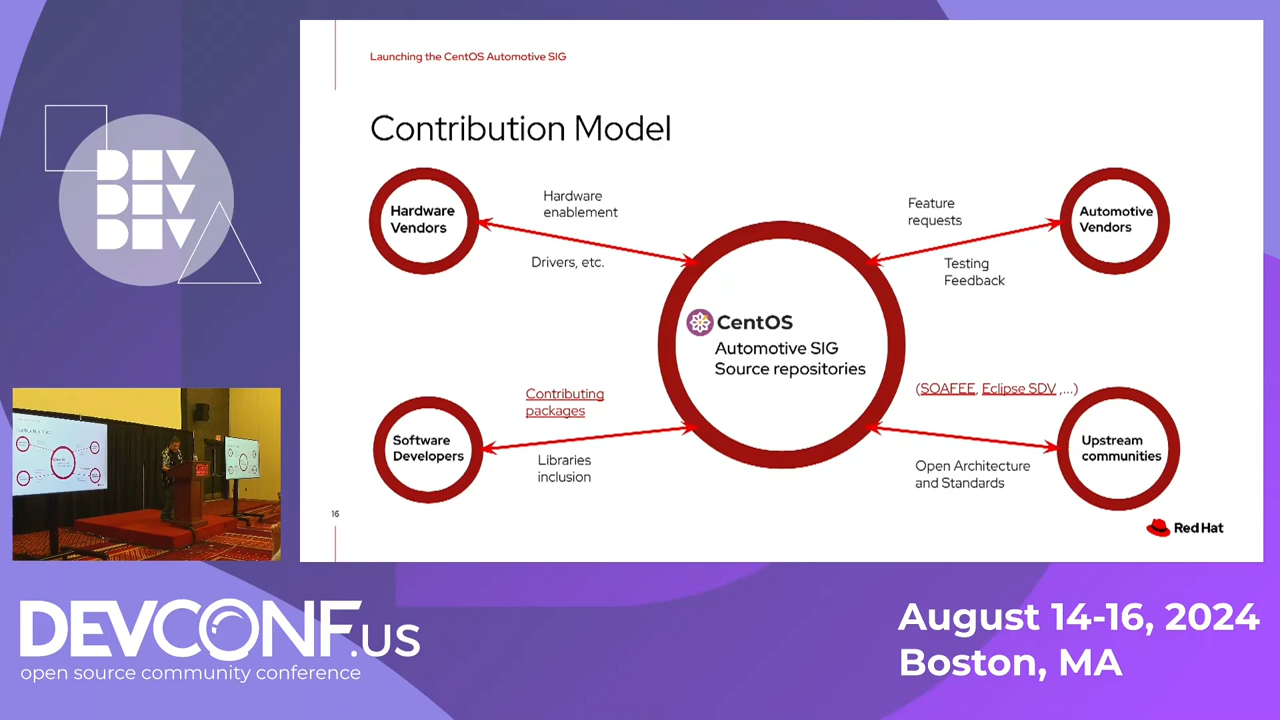 Launching the CentOS Automotive SIG
Contribution Model
Hardware
Vendors
Hardware
enablement
Drivers, etc.
Feature
requests
Testing
Feedback
Automotive
Vendors
CentOS
Automotive SIG
Source repositories
Software
Developers
Contributing
packages
Libraries
inclusion
(SOAFEE, Eclipse SDV ,...)
Open Architecture
and Standards
Upstream
communities
16
Red Hat
DEV
DEV
DEV
DEVCONF.US
open source community conference
August 14-16, 2024
Boston, MA